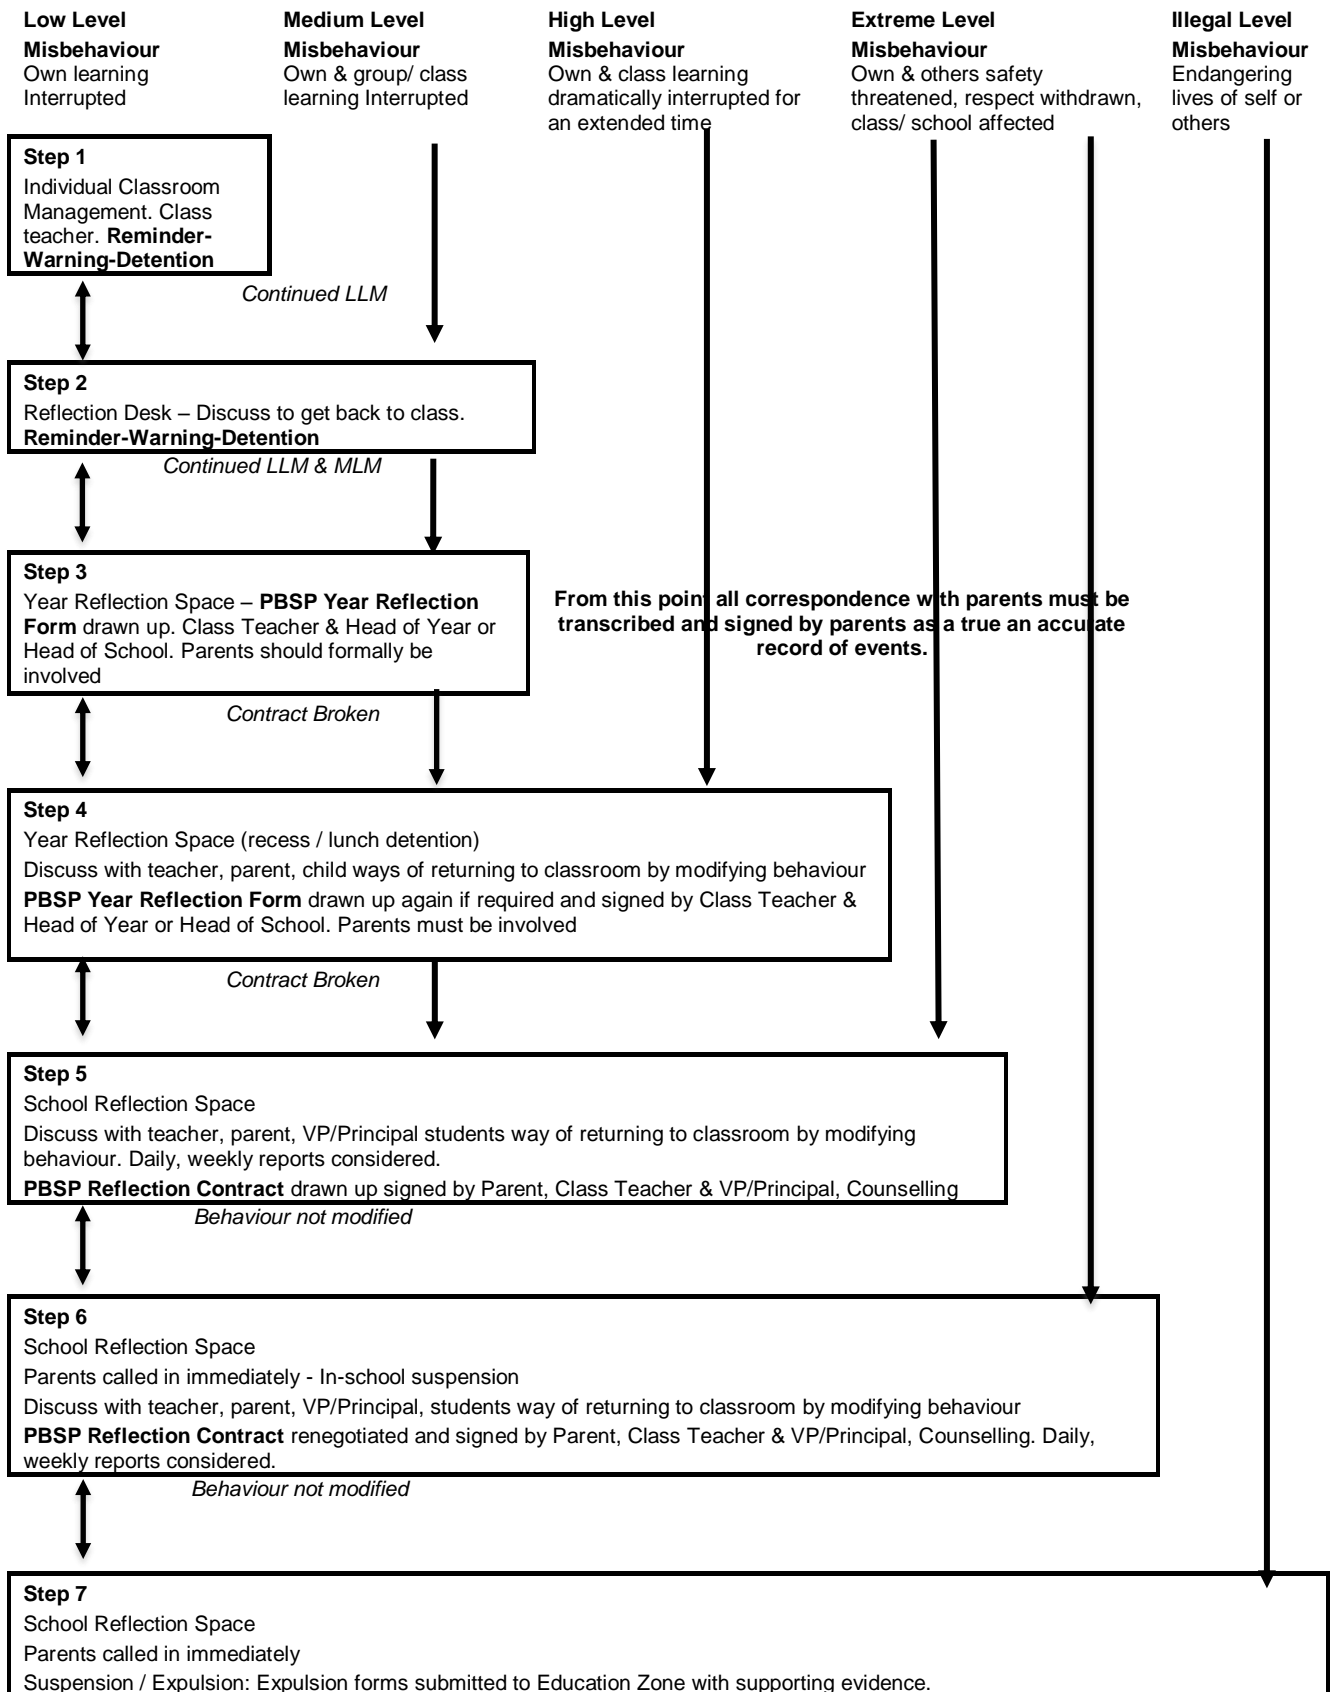 Low Level
Misbehaviour
Own learning
Interrupted
Medium Level
Misbehaviour
Own & group/ class
learning Interrupted
High Level
Misbehaviour
Own & class learning
dramatically interrupted for
an extended time
Extreme Level
Misbehaviour
Own & others safety
threatened, respect withdrawn,
class/ school affected
Illegal Level
Misbehaviour
Endangering
lives of self or
others
Step 1
Individual Classroom
Management. Class
teacher. Reminder-
Warning-Detention
Continued LLM
Step 2
Reflection Desk – Discuss to get back to class.
Reminder-Warning-Detention
Continued LLM & MLM
Step 3
Year Reflection Space – PBSP Year Reflection
Form drawn up. Class Teacher & Head of Year or
Head of School. Parents should formally be
involved
From this point all correspondence with parents must be
transcribed and signed by parents as a true an accurate
record of events.
Contract Broken
Step 4
Year Reflection Space (recess / lunch detention)
Discuss with teacher, parent, child ways of returning to classroom by modifying behaviour
PBSP Year Reflection Form drawn up again if required and signed by Class Teacher &
Head of Year or Head of School. Parents must be involved
Contract Broken
Step 5
School Reflection Space
Discuss with teacher, parent, VP/Principal students way of returning to classroom by modifying
behaviour. Daily, weekly reports considered.
PBSP Reflection Contract drawn up signed by Parent, Class Teacher & VP/Principal, Counselling
Behaviour not modified
Step 6
School Reflection Space
Parents called in immediately - In-school suspension
Discuss with teacher, parent, VP/Principal, students way of returning to classroom by modifying behaviour
PBSP Reflection Contract renegotiated and signed by Parent, Class Teacher & VP/Principal, Counselling. Daily,
weekly reports considered.
Behaviour not modified
Step 7
School Reflection Space
Parents called in immediately
Suspension / Expulsion: Expulsion forms submitted to Education Zone with supporting evidence.